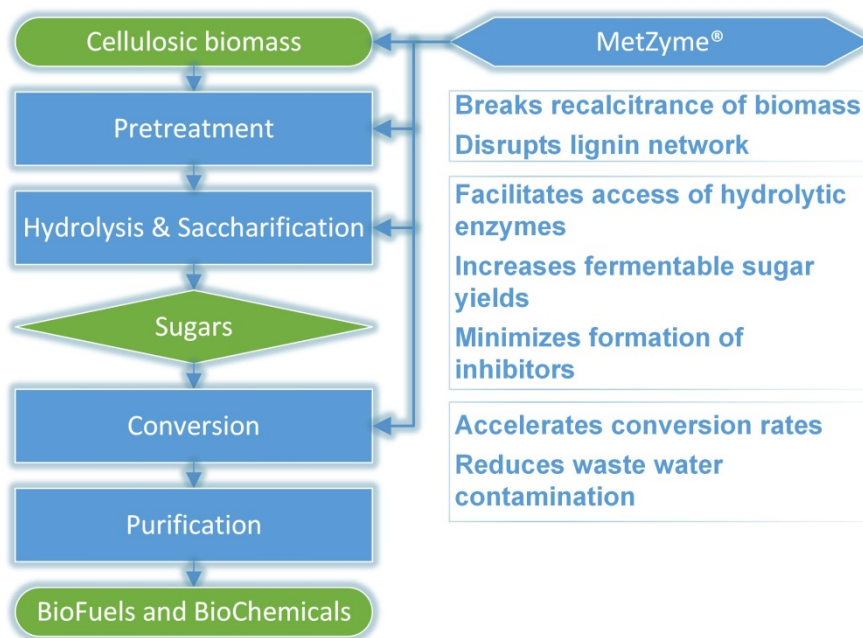 Cellulosic biomass
MetZyme®
Pretreatment
Breaks recalcitrance of biomass
Disrupts lignin network
Hydrolysis & Saccharification
Facilitates access of hydrolytic
enzymes
Increases fermentable sugar
yields
Minimizes formation of
inhibitors
Sugars
Conversion
Accelerates conversion rates
Reduces waste water
contamination
Purification
BioFuels and BioChemicals